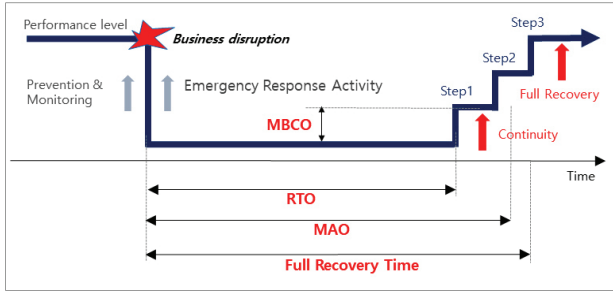 Performance level
Business disruption
Step3
Step2
Step1
Prevention &
Monitoring
Emergency Response Activity
Full Recovery
MBCO
Continuity
Time
RTO
MAO
Full Recovery Time